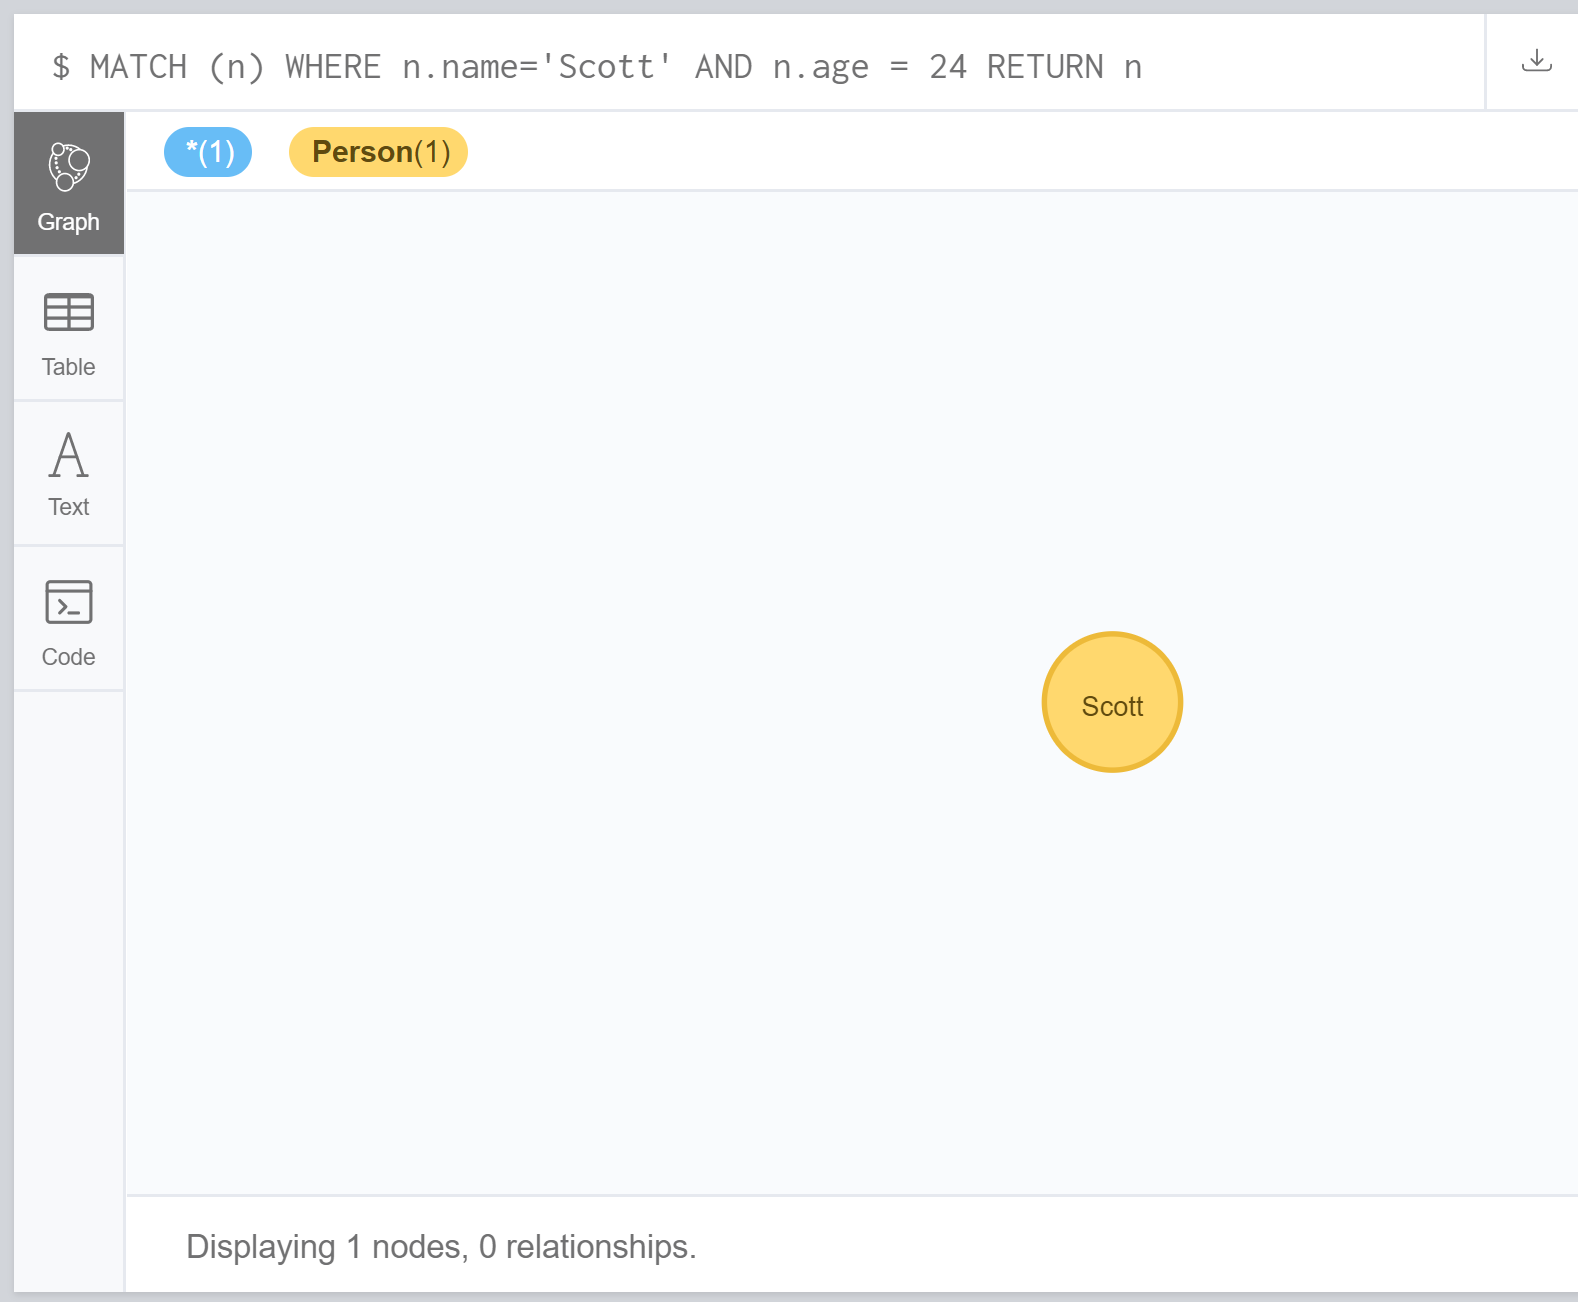 $ MATCH (n) WHERE n.name='Scott' AND n.age = 24 RETURN n
*(1) Person(1)
Graph
Table
Text
Code
Scott
Displaying 1 nodes, 0 relationships.